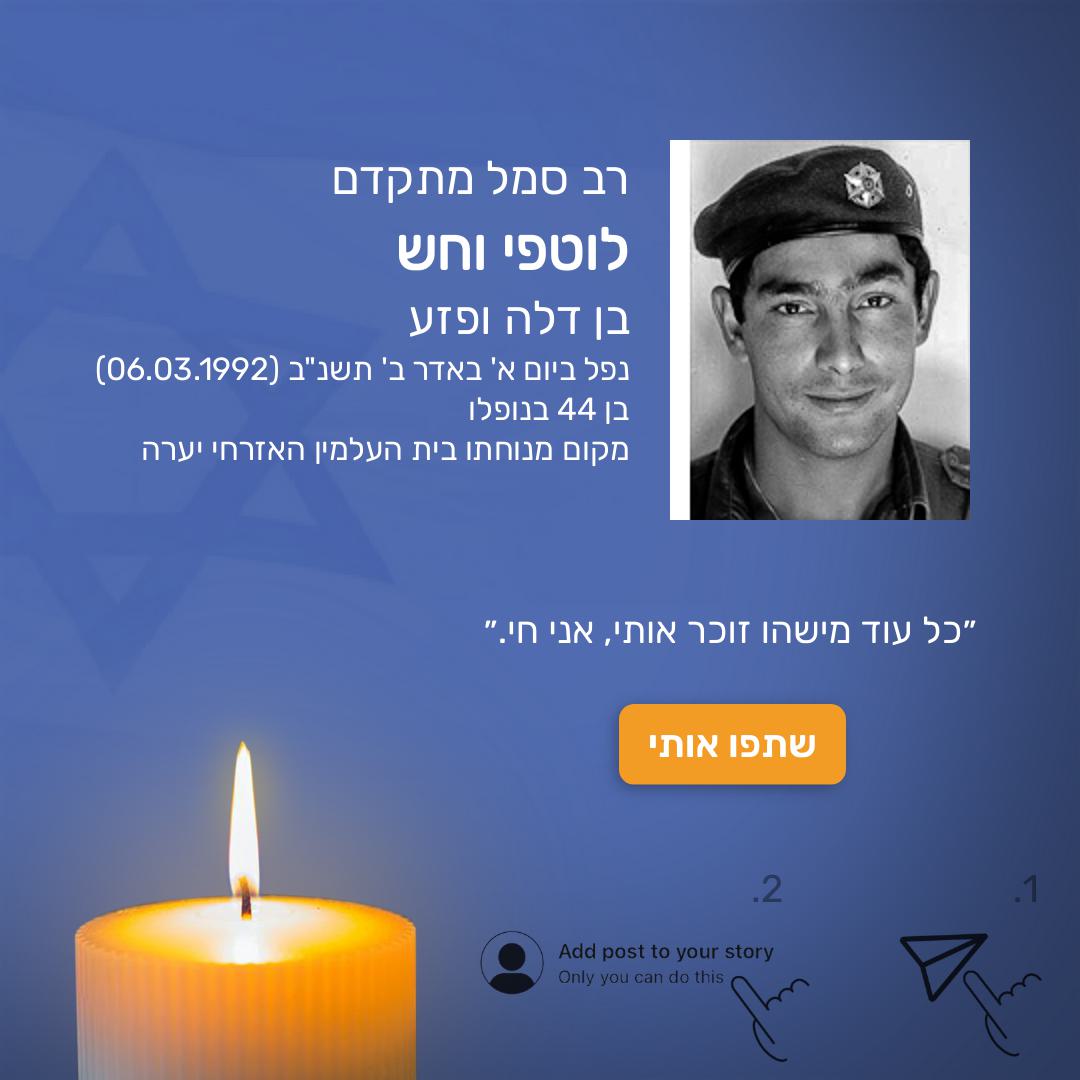 רב סמל מתקדם
לוטפי וחש
בן דלה ופזע
נפל ביום א' באדר ב' תשנ"ב (06.03.1992)
בן 44 בנופלו
מקום מנוחתו בית העלמין האזרחי יערה
״כל עוד מישהו זוכר אותי, אני חי.״
שתפו אותי
1.
2.
Add post to your story
Only you can do this